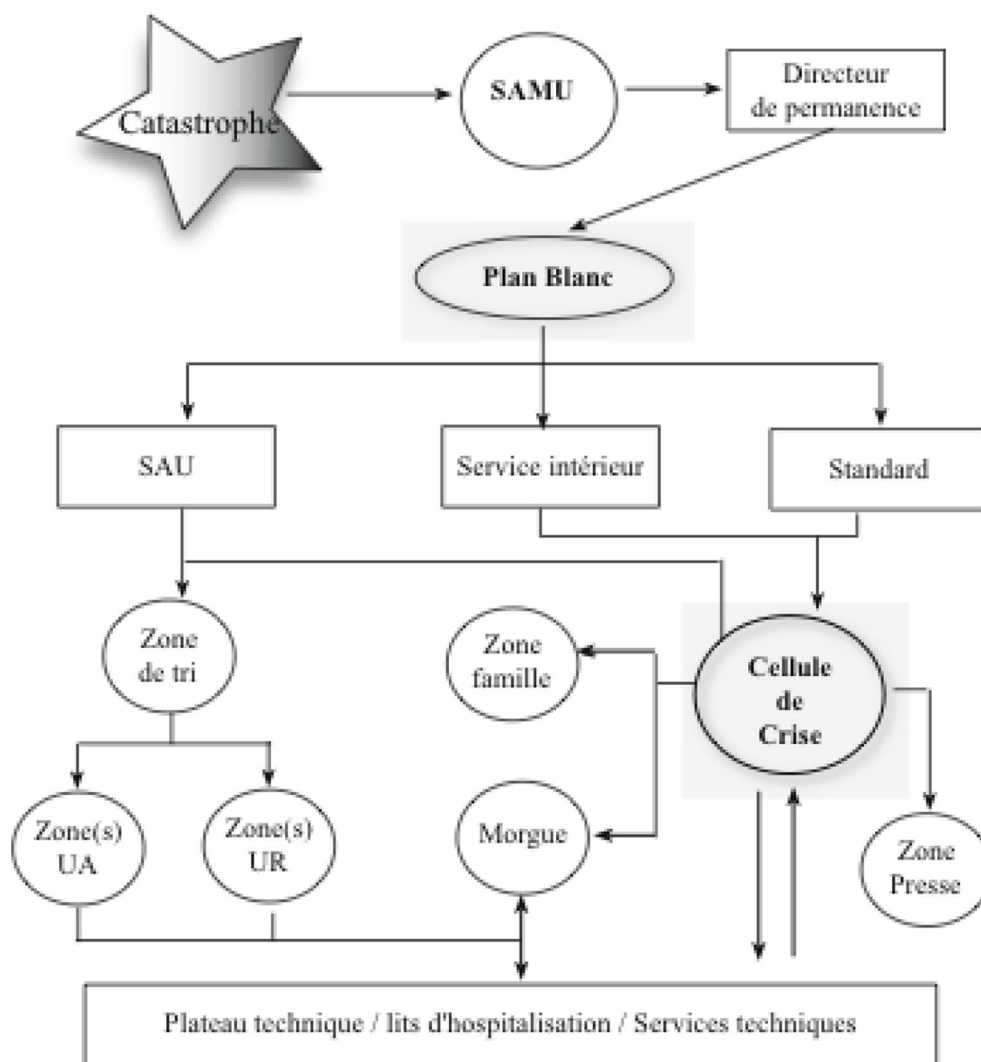 Catastrophe
SAMU
Directeur
de permanence
Plan Blanc
SAU
Service intérieur
Standard
Zone
de tri
Zone
famille
Cellule
de
Crise
Zone(s)
UA
Zone(s)
UR
Morgue
Zone
Presse
Plateau technique / lits d'hospitalisation / Services techniques